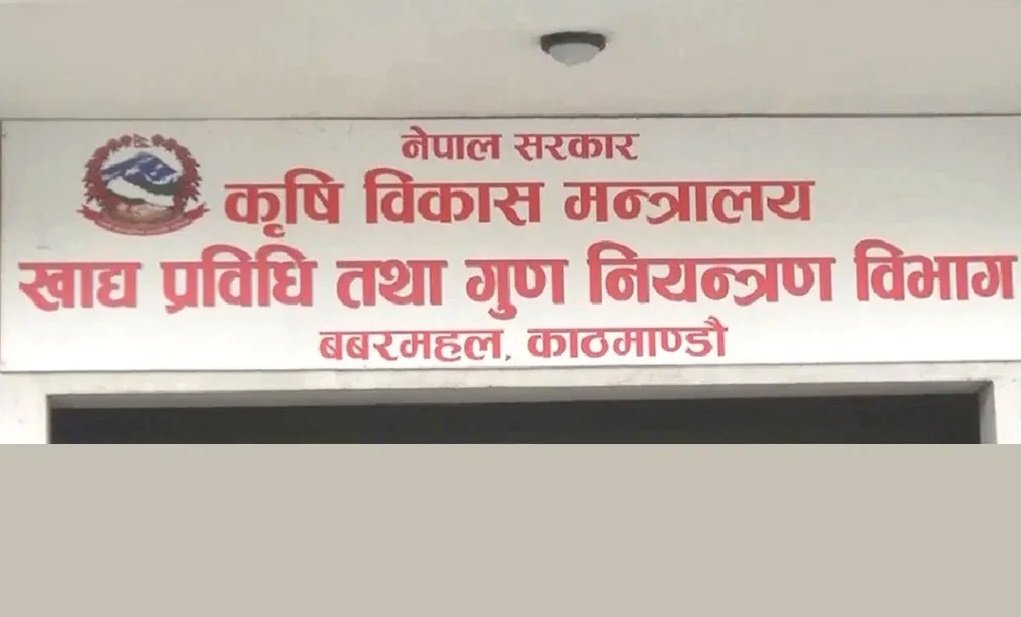 नेपाल सरकार
कृषि विकास मन्त्रालय
खाद्य प्रविधि तथा गुण नियन्त्रण विभाग
बबरमहल, काठमाण्डौ